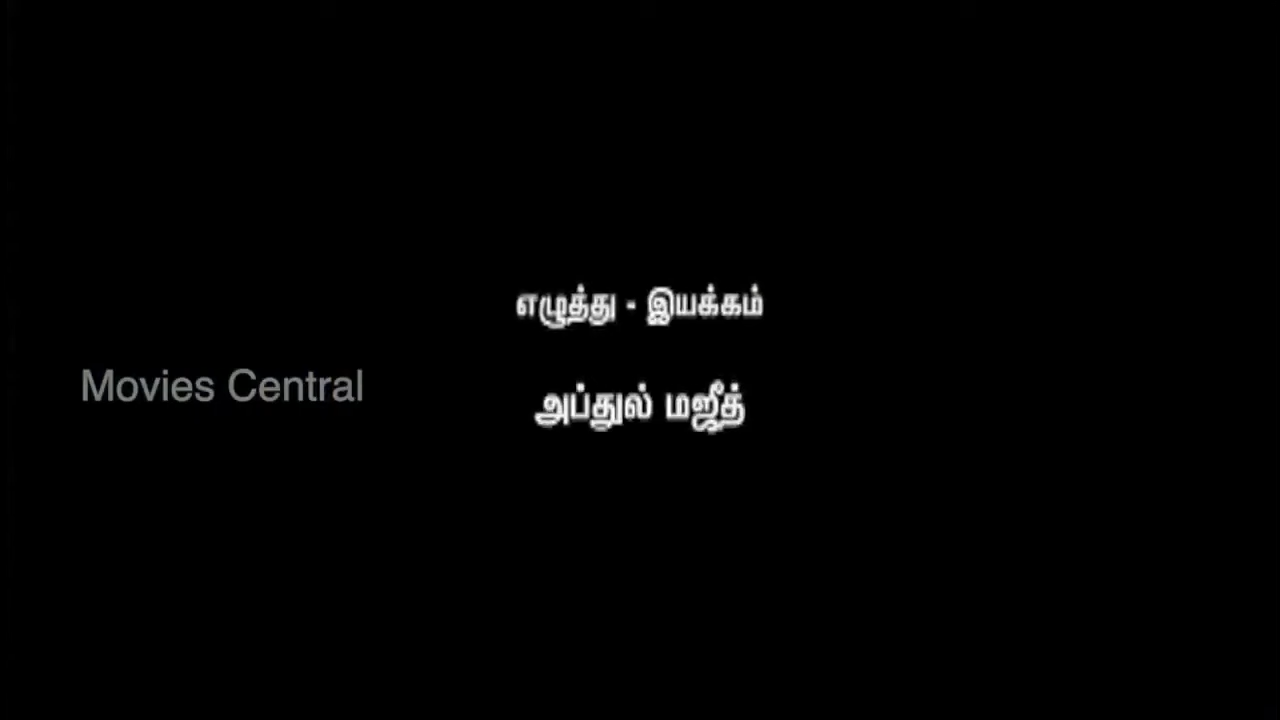 எழுத்து - இயக்கம்
Movies Central
அப்துல் மஜீத்